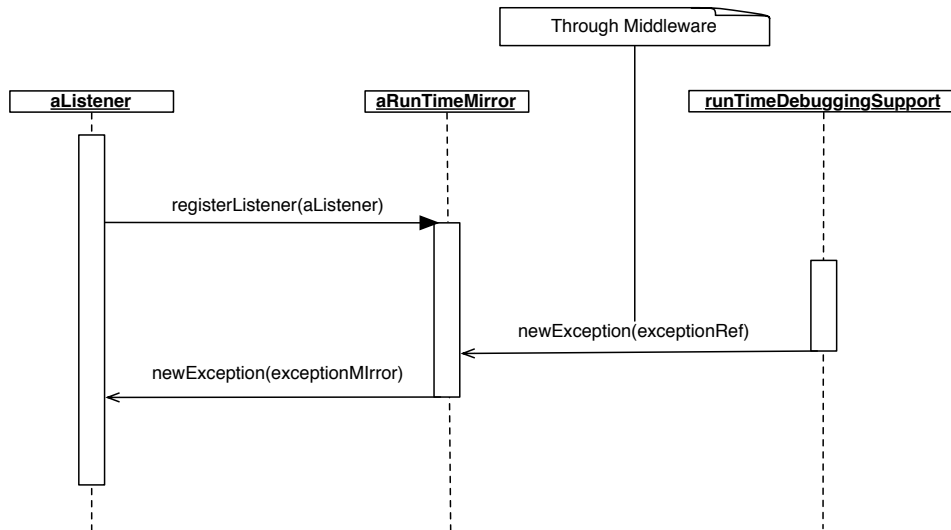 Through Middleware
aListener
aRunTimeMirror
runTimeDebuggingSupport
registerListener(aListener)
newException(exceptionRef)
newException(exceptionMIrror)